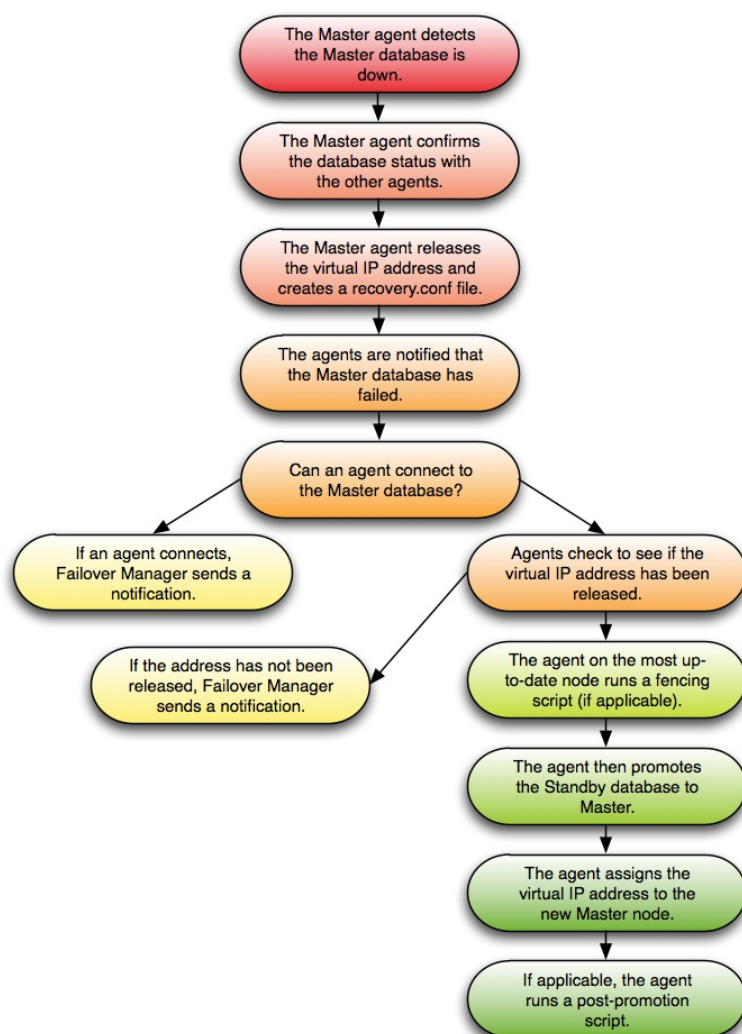 The Master agent detects
the Master database is
down.
The Master agent confirms
the database status with
the other agents.
The Master agent releases
the virtual IP address and
creates a recovery.conf file.
The agents are notified that
the Master database has
failed.
Can an agent connect to
the Master database?
If an agent connects,
Failover Manager sends a
notification.
Agents check to see if the
virtual IP address has been
released.
If the address has not been
released, Failover Manager
sends a notification.
The agent on the most up-
to-date node runs a fencing
script (if applicable).
The agent then promotes
the Standby database to
Master.
The agent assigns the
virtual IP address to the
new Master node.
If applicable, the agent
runs a post-promotion
script.